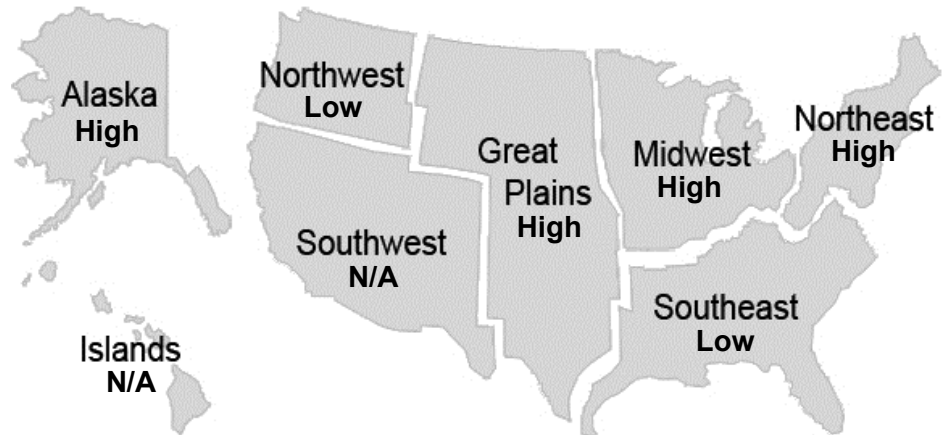 Alaska
High
Northwest
Low
Great
Plains
High
Midwest
High
Northeast
High
Southwest
N/A
Southeast
Low
Islands
N/A